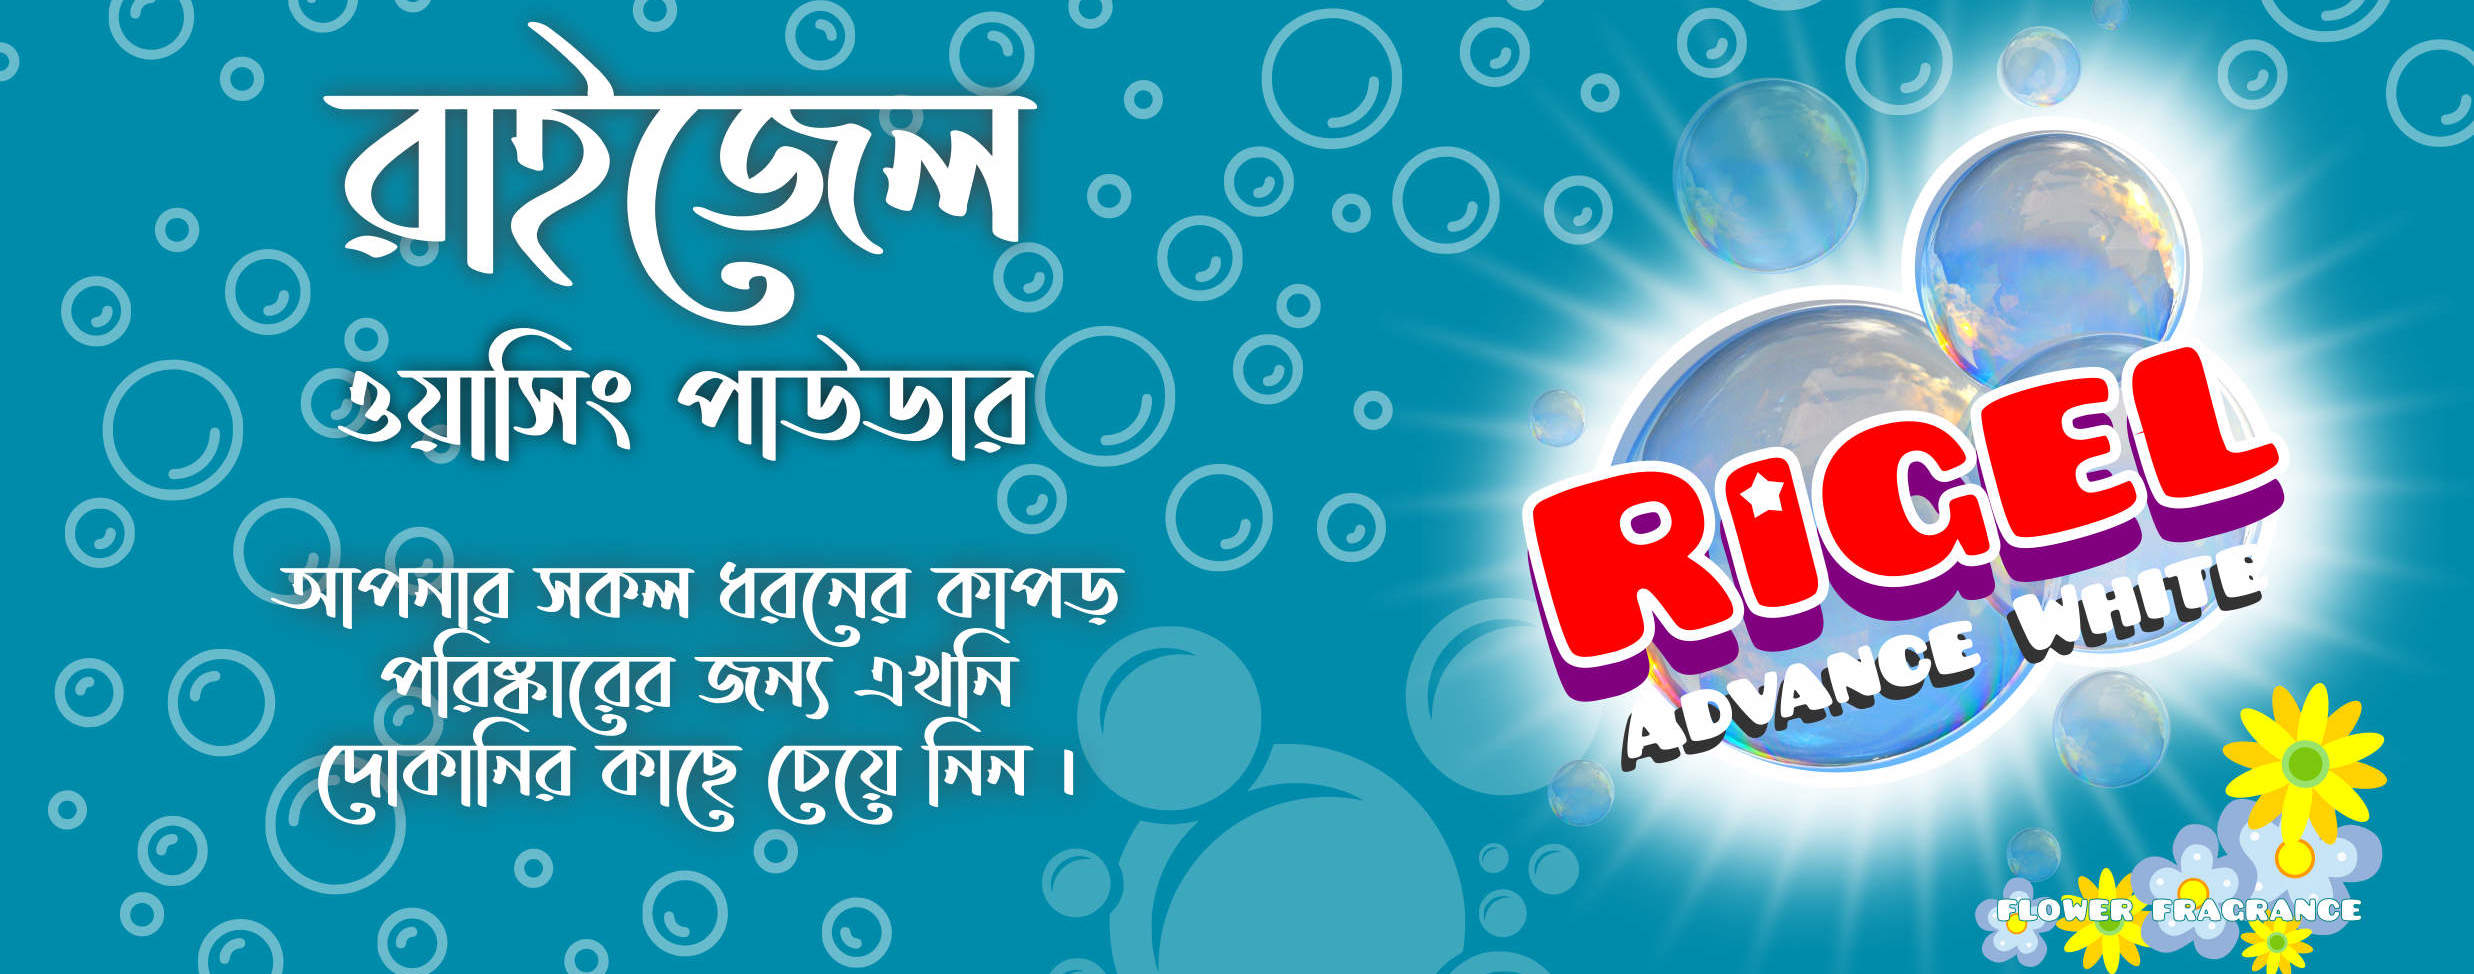 রাইজেল
ওয়াসিং পাউডার
আপনার সকল ধরনের কাপড়
পরিষ্কারের জন্য এখনি
দোকানির কাছে চেয়ে নিন ।
RIGEL
ADVANCE WHITE
FLOWER FRAGRANCE